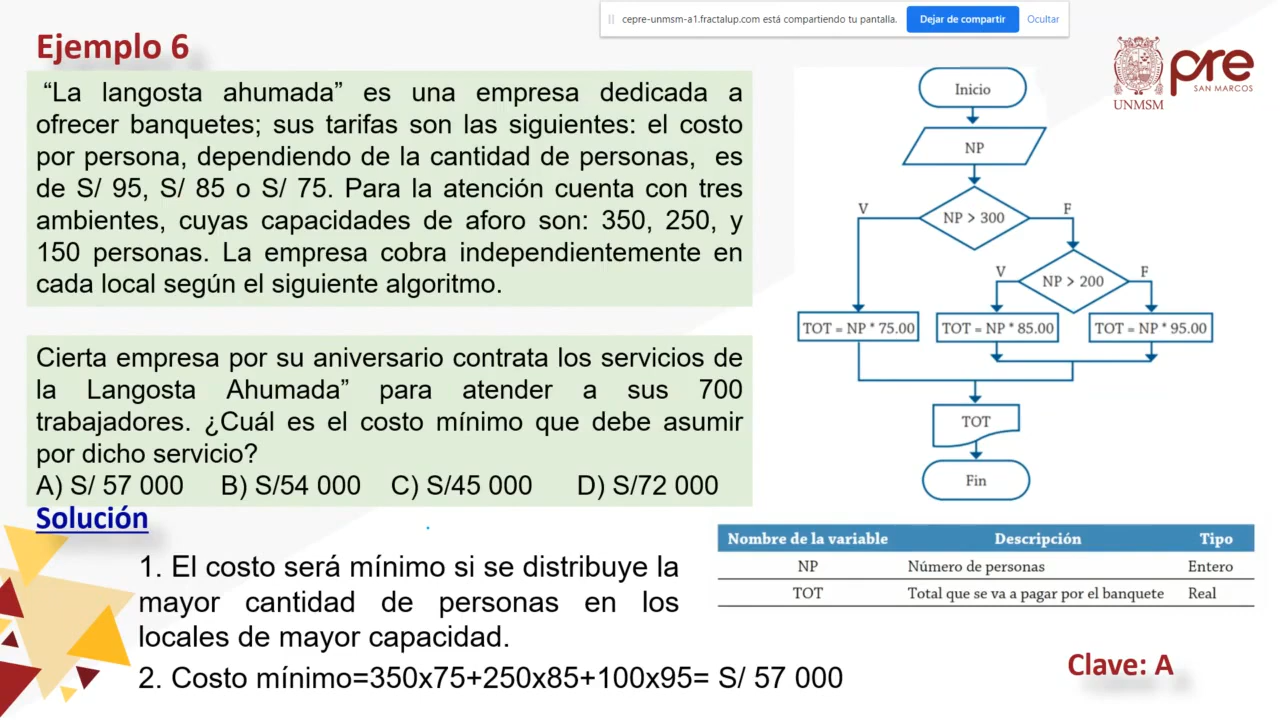 cepre-unmsm-a1.fractalup.com está compartiendo tu pantalla.
Dejar de compartir
Ocultar
Ejemplo 6
“La langosta ahumada” es una empresa dedicada a
ofrecer banquetes; sus tarifas son las siguientes: el costo
por persona, dependiendo de la cantidad de personas, es
de S/ 95, S/ 85 o S/ 75. Para la atención cuenta con tres
ambientes, cuyas capacidades de aforo son: 350, 250, y
150 personas. La empresa cobra independientemente en
cada local según el siguiente algoritmo.
Cierta empresa por su aniversario contrata los servicios de
la Langosta Ahumada” para atender a sus 700
trabajadores. ¿Cuál es el costo mínimo que debe asumir
por dicho servicio?
A) S/ 57 000 B) S/54 000 C) S/45 000 D) S/72 000
Solución
1. El costo será mínimo si se distribuye la
mayor cantidad de personas en los
locales de mayor capacidad.
2. Costo mínimo=350x75+250x85+100x95= S/ 57 000
UNMSM
pre
SAN MARCOS
Inicio
NP
NP > 300
V
F
NP > 200
V
F
TOT = NP * 75.00
TOT = NP * 85.00
TOT = NP * 95.00
TOT
Fin
Nombre de la variable Descripción Tipo
NP Número de personas Entero
TOT Total que se va a pagar por el banquete Real
Clave: A